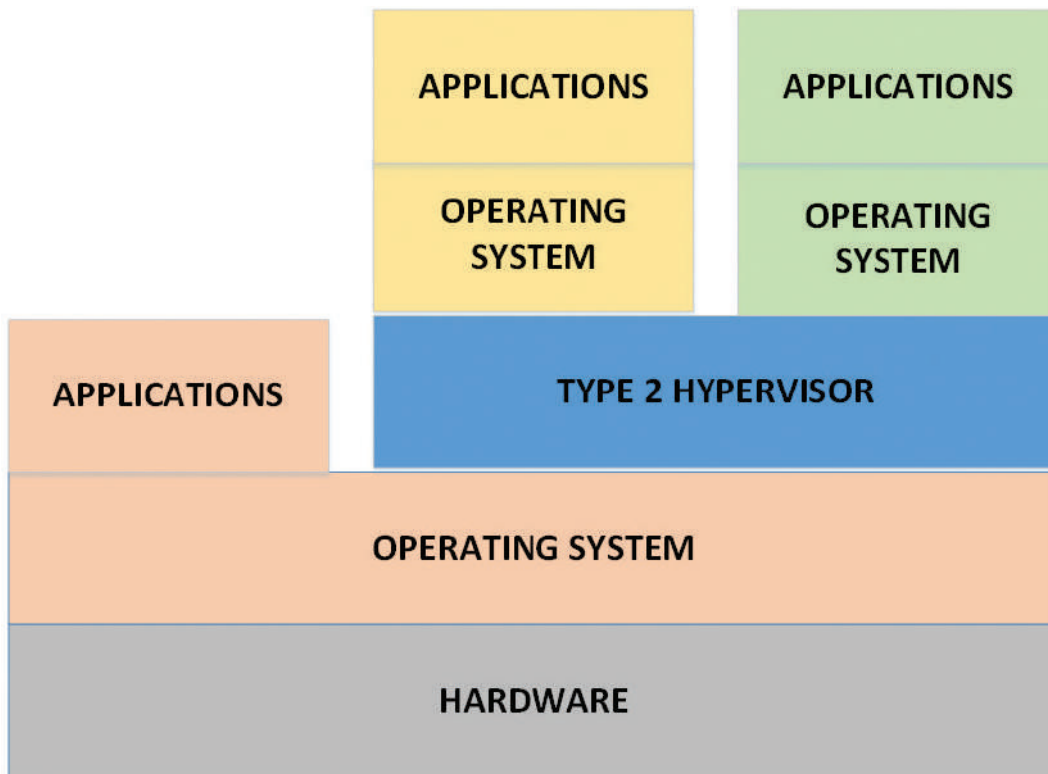 APPLICATIONS
APPLICATIONS
OPERATING
SYSTEM
OPERATING
SYSTEM
APPLICATIONS
TYPE 2 HYPERVISOR
OPERATING SYSTEM
HARDWARE